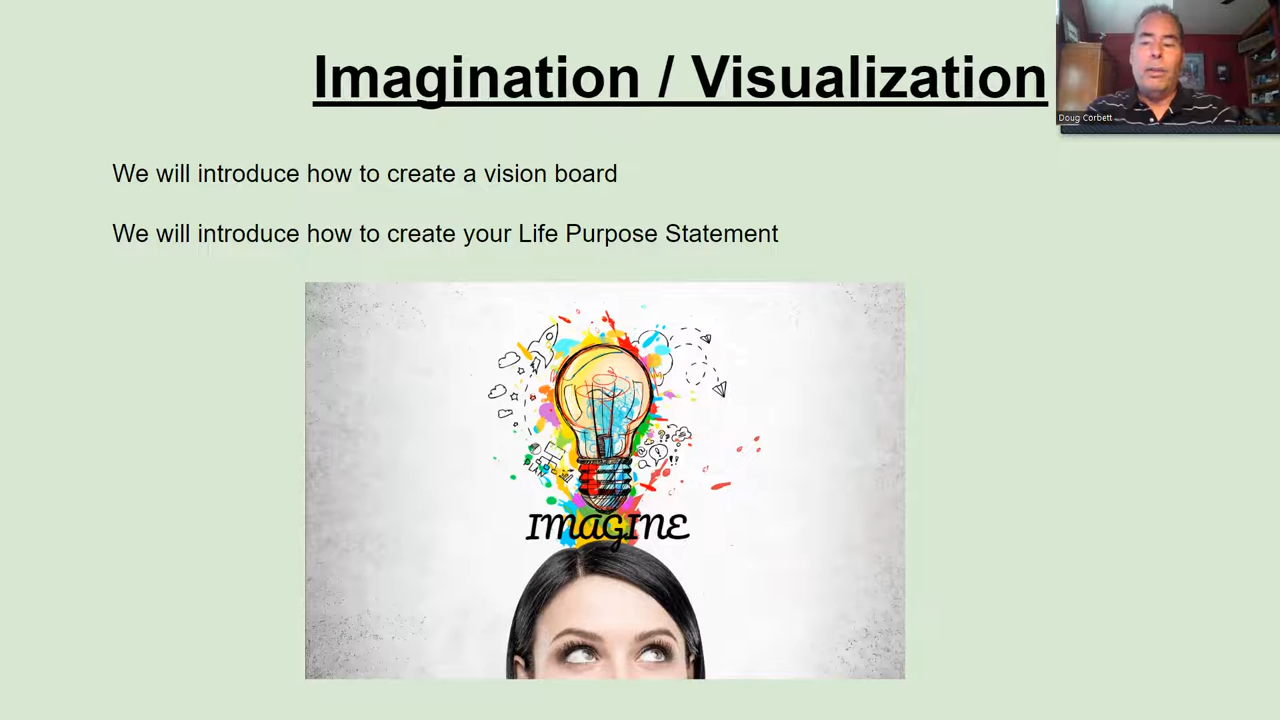 Imagination / Visualization
Doug Corbett
We will introduce how to create a vision board
We will introduce how to create your Life Purpose Statement
PLAN
IMAGINE